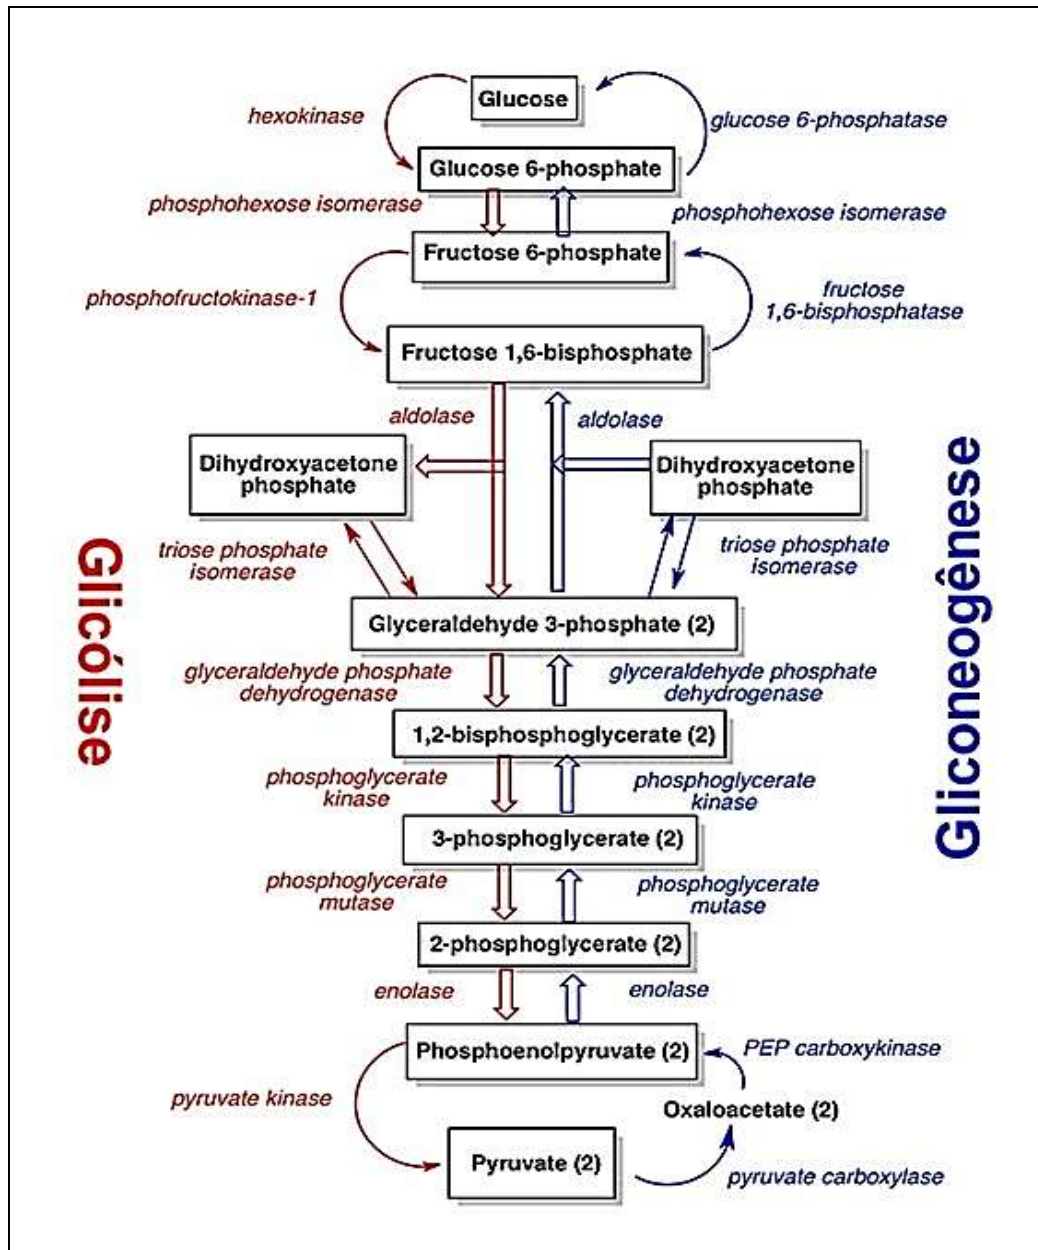 Glucose
hexokinase
glucose 6-phosphatase
Glucose 6-phosphate
phosphohexose isomerase
phosphohexose isomerase
Fructose 6-phosphate
phosphofructokinase-1
fructose
1,6-bisphosphatase
Fructose 1,6-bisphosphate
aldolase
aldolase
Dihydroxyacetone
phosphate
Dihydroxyacetone
phosphate
triose phosphate
isomerase
triose phosphate
isomerase
Glicólise
Gliconeogênese
Glyceraldehyde 3-phosphate (2)
glyceraldehyde phosphate
dehydrogenase
glyceraldehyde phosphate
dehydrogenase
1,2-bisphosphoglycerate (2)
phosphoglycerate
kinase
phosphoglycerate
kinase
3-phosphoglycerate (2)
phosphoglycerate
mutase
phosphoglycerate
mutase
2-phosphoglycerate (2)
enolase
enolase
Phosphoenolpyruvate (2)
PEP carboxykinase
pyruvate kinase
Oxaloacetate (2)
Pyruvate (2)
pyruvate carboxylase